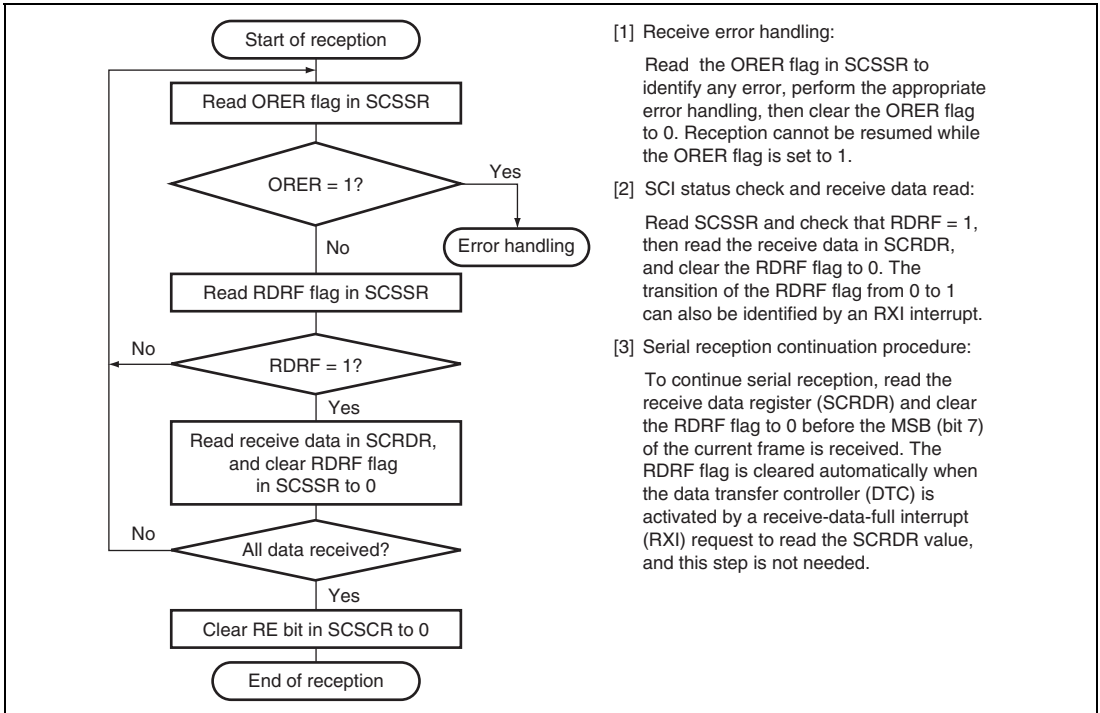 Start of reception
Read ORER flag in SCSSR
ORER = 1?
Yes
Error handling
No
Read RDRF flag in SCSSR
No
RDRF = 1?
Yes
Read receive data in SCRDR,
and clear RDRF flag
in SCSSR to 0
No
All data received?
Yes
Clear RE bit in SCSCR to 0
End of reception
[1] Receive error handling:
Read the ORER flag in SCSSR to
identify any error, perform the appropriate
error handling, then clear the ORER flag
to 0. Reception cannot be resumed while
the ORER flag is set to 1.
[2] SCI status check and receive data read:
Read SCSSR and check that RDRF = 1,
then read the receive data in SCRDR,
and clear the RDRF flag to 0. The
transition of the RDRF flag from 0 to 1
can also be identified by an RXI interrupt.
[3] Serial reception continuation procedure:
To continue serial reception, read the
receive data register (SCRDR) and clear
the RDRF flag to 0 before the MSB (bit 7)
of the current frame is received. The
RDRF flag is cleared automatically when
the data transfer controller (DTC) is
activated by a receive-data-full interrupt
(RXI) request to read the SCRDR value,
and this step is not needed.